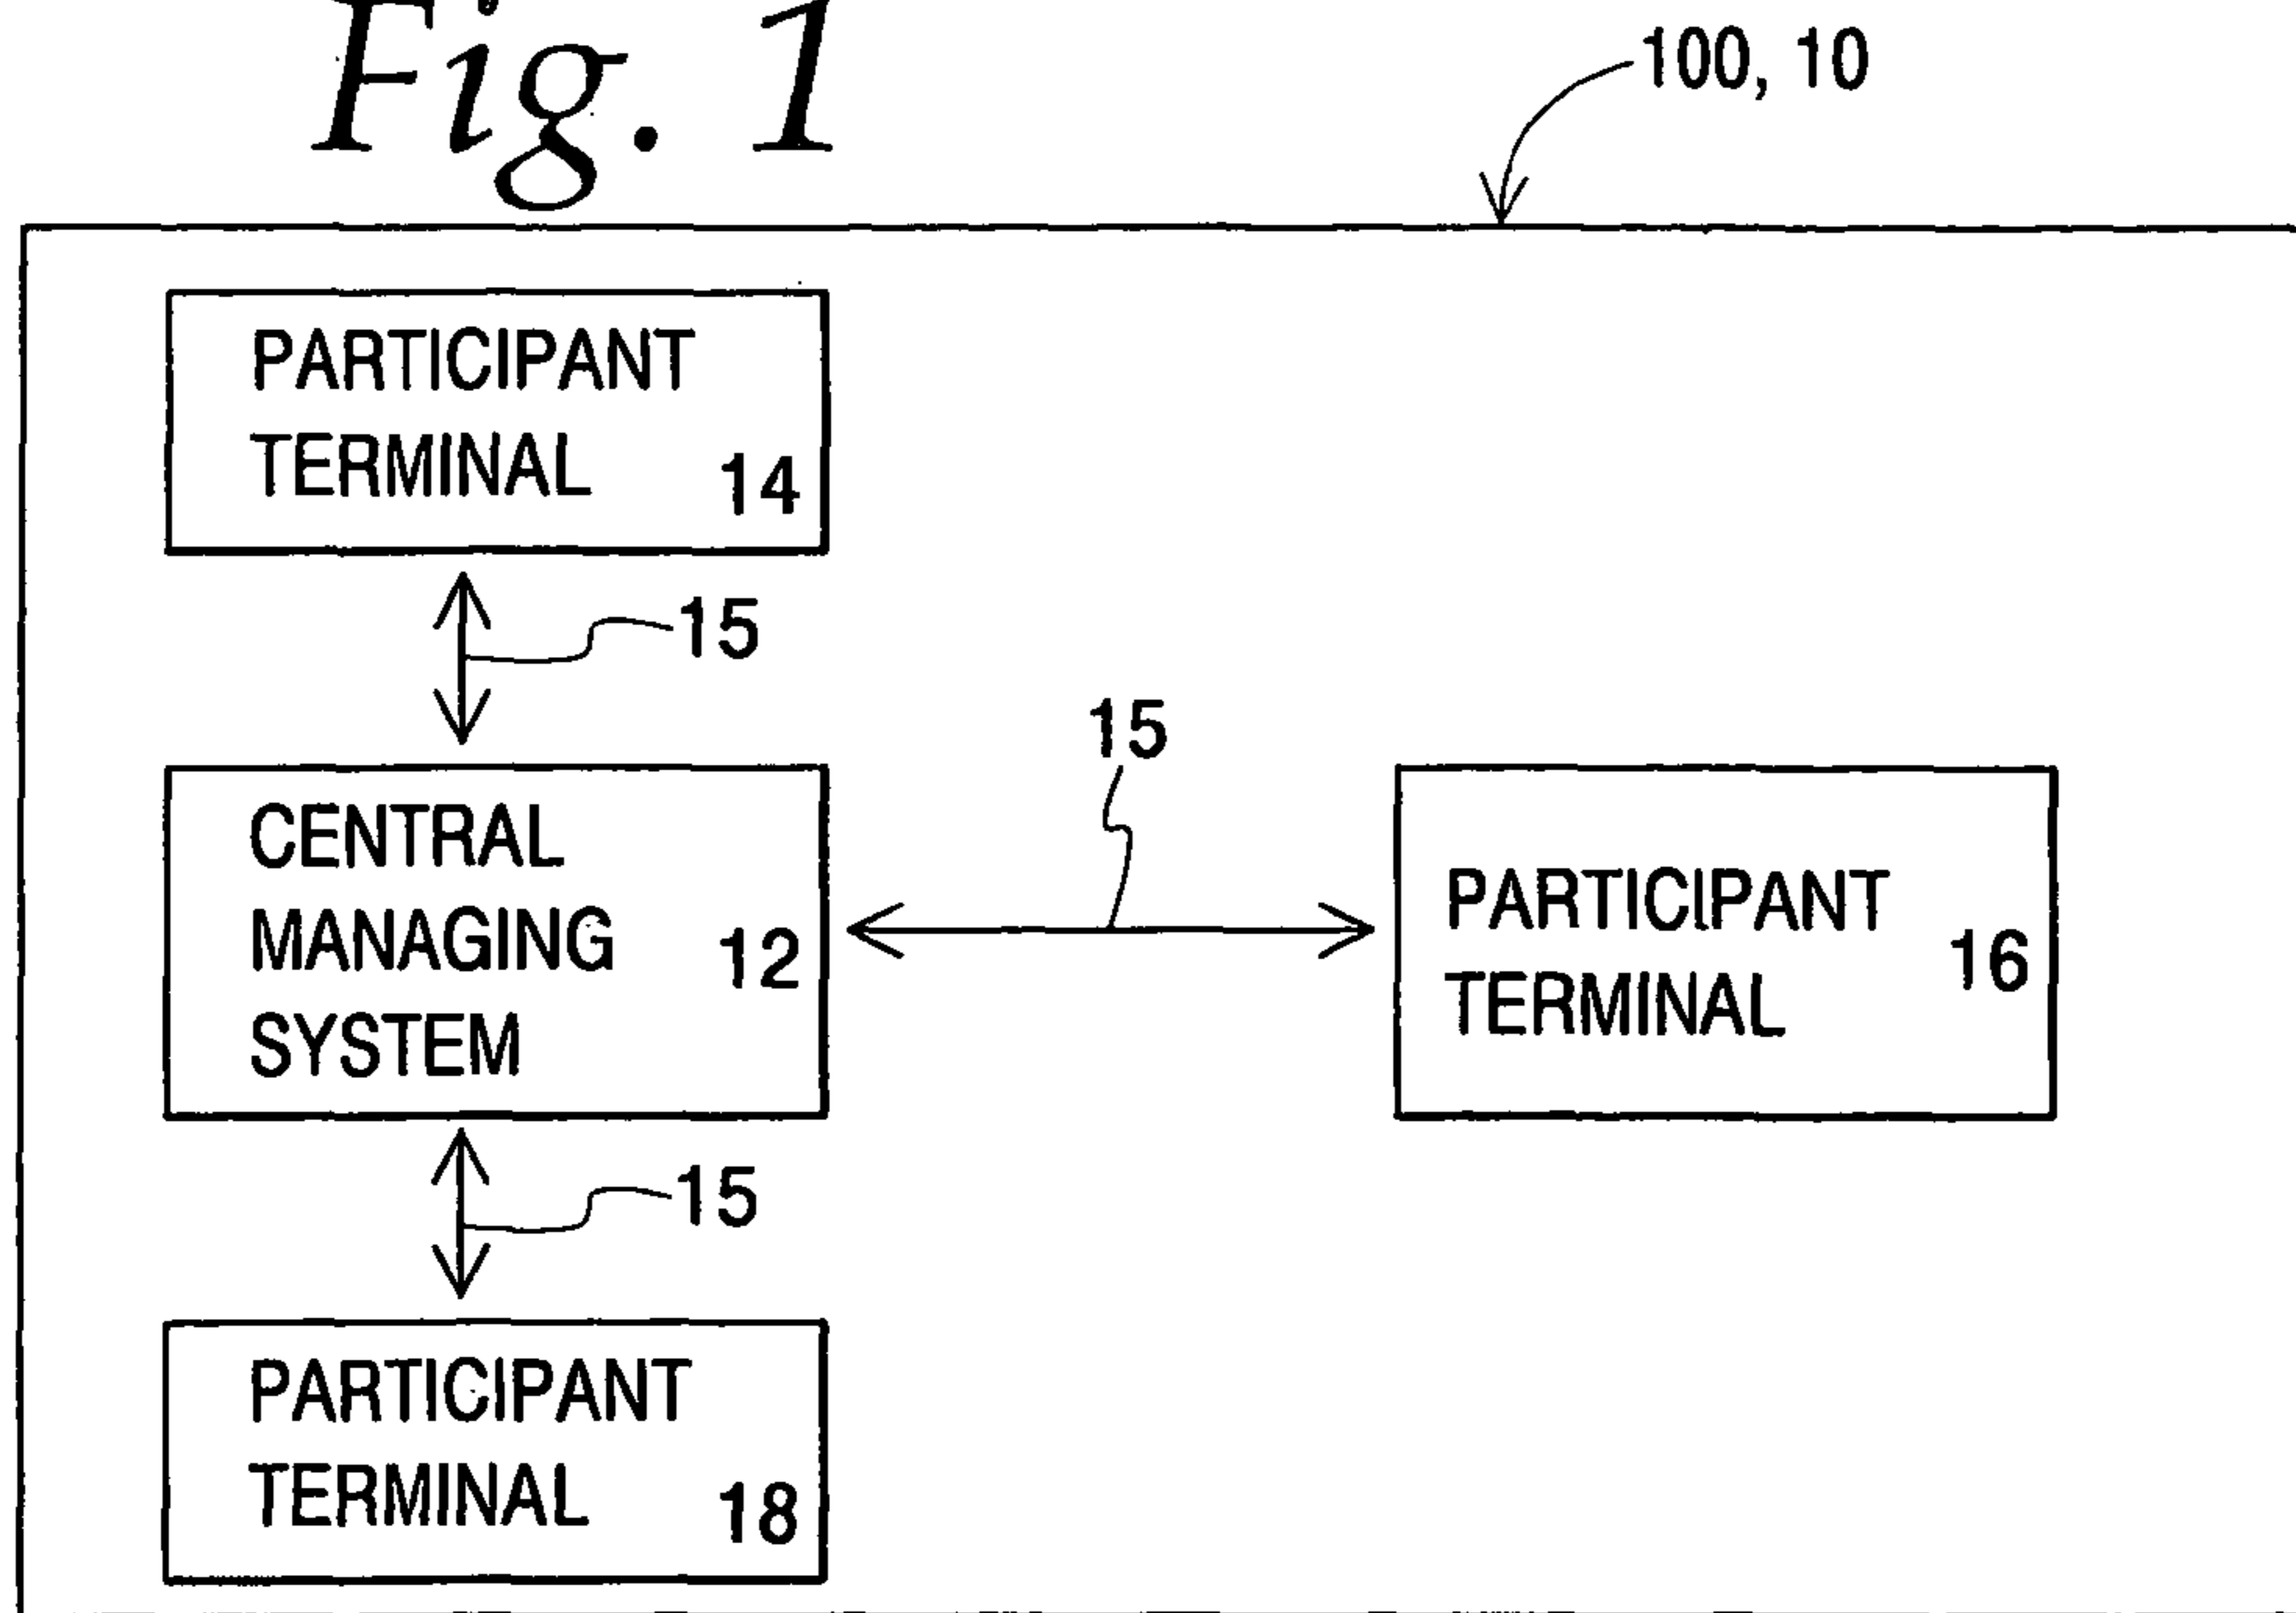 Fig. 1
100, 10
PARTICIPANT
TERMINAL
14
15
15
CENTRAL
MANAGING
SYSTEM
12
PARTICIPANT
TERMINAL
16
15
PARTICIPANT
TERMINAL
18